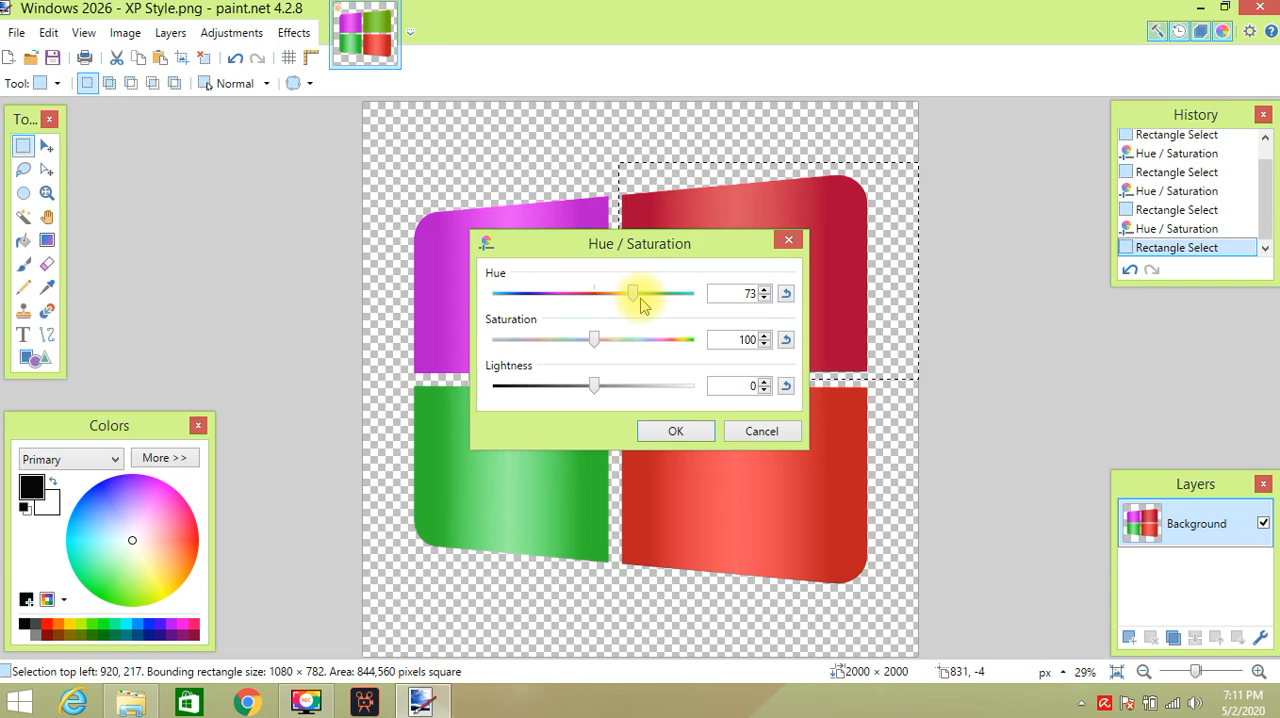 Windows 2026 - XP Style.png - paint.net 4.2.8
File Edit View Image Layers Adjustments Effects
Tool: Normal
To...
History
Rectangle Select
Hue / Saturation
Rectangle Select
Hue / Saturation
Rectangle Select
Hue / Saturation
Rectangle Select
Hue / Saturation
Hue
73
Saturation
100
Lightness
0
OK Cancel
Colors
Primary More >>
Layers
Background
Selection top left: 920, 217. Bounding rectangle size: 1080 × 782. Area: 844,560 pixels square
2000 × 2000 831, -4 px 29%
REC
7:11 PM
5/2/2020